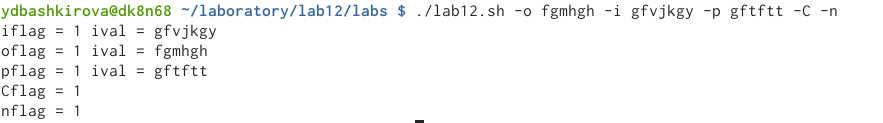 ydbashkirova@dk8n68 ~/laboratory/lab12/labs $ ./lab12.sh -o fgmhgh -i gfvjkgy -p gftftt -C -n
iflag = 1 ival = gfvjkgy
oflag = 1 ival = fgmhgh
pflag = 1 ival = gftftt
Cflag = 1
nflag = 1